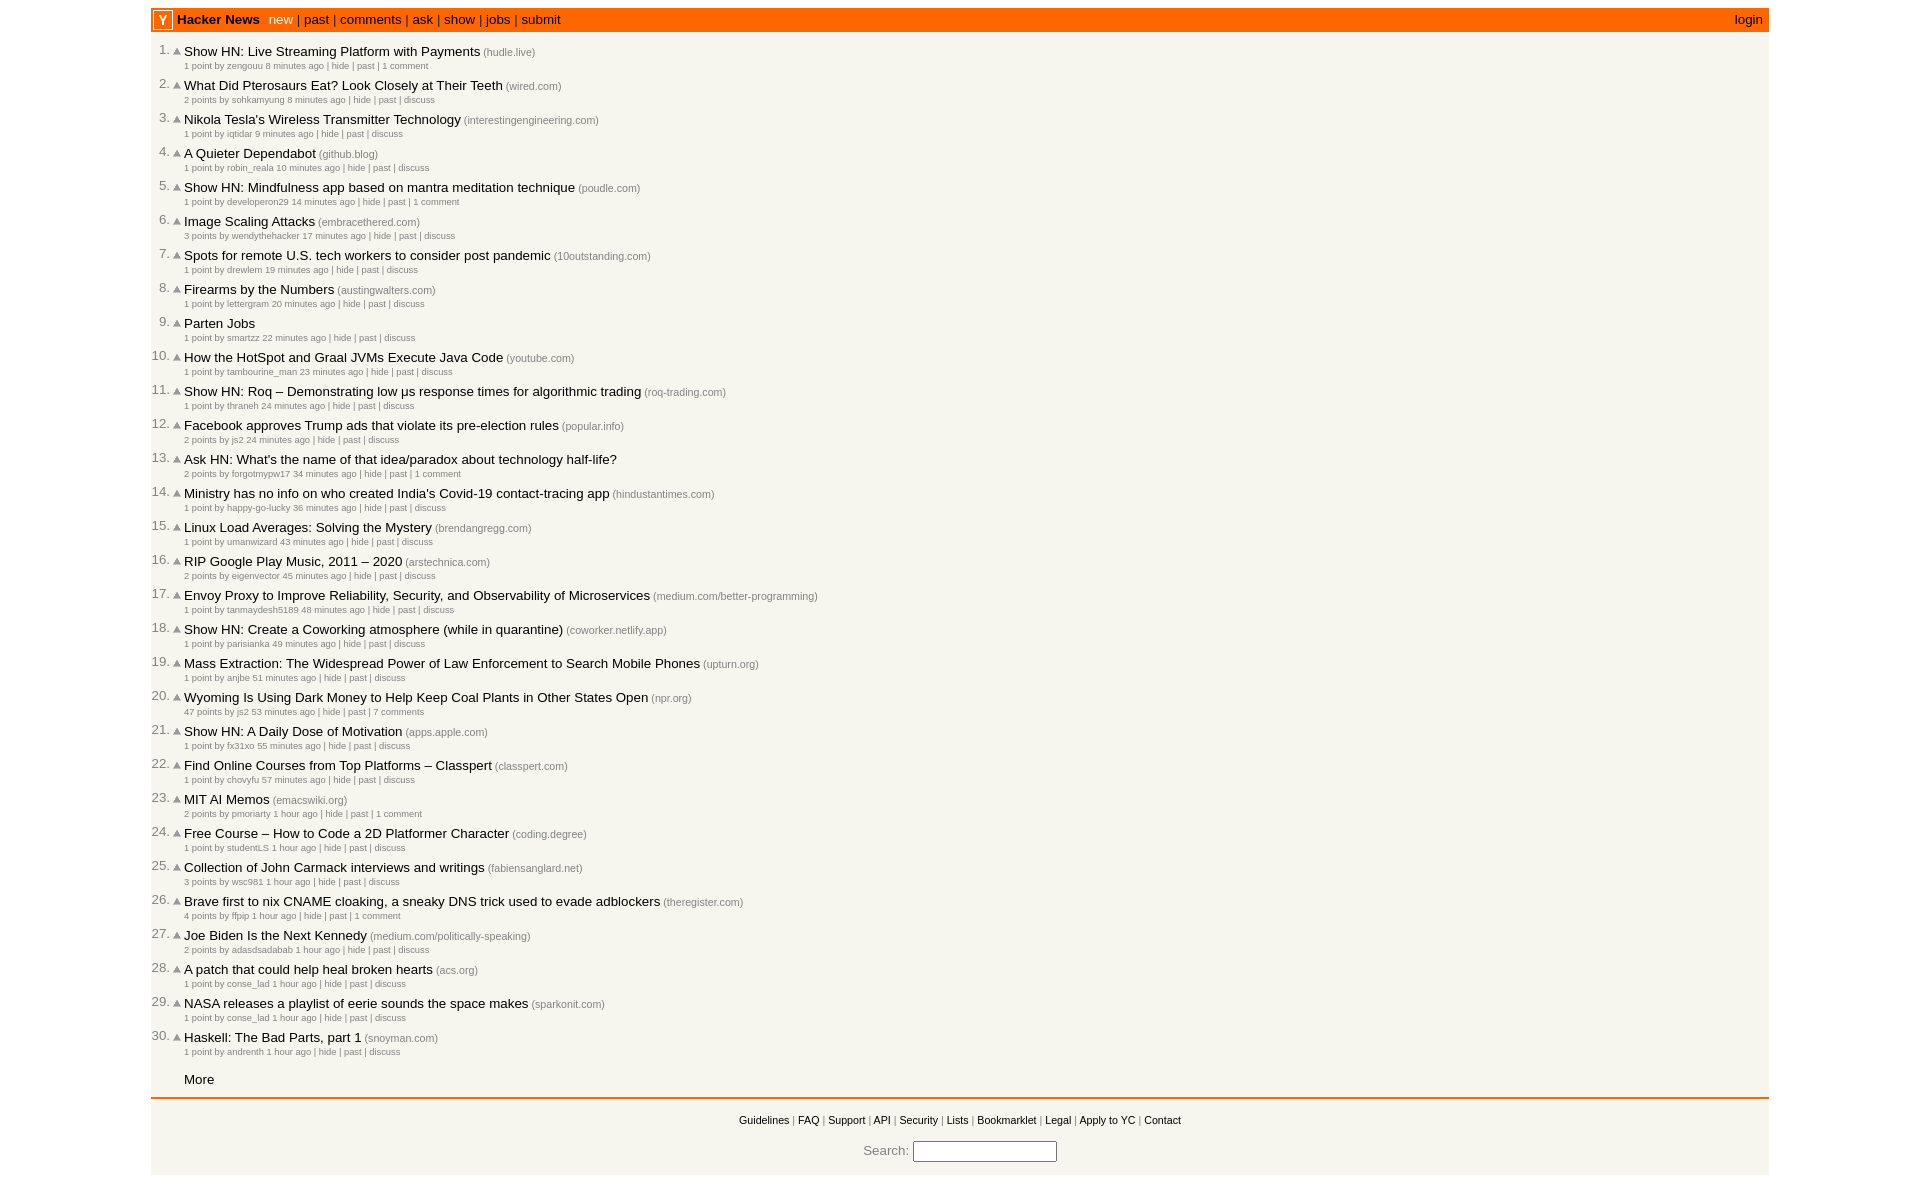 Y Hacker News new | past | comments | ask | show | jobs | submit login
1. Show HN: Live Streaming Platform with Payments (hudle.live)
1 point by zengouu 8 minutes ago | hide | past | 1 comment
2. What Did Pterosaurs Eat? Look Closely at Their Teeth (wired.com)
2 points by sohkamyung 8 minutes ago | hide | past | discuss
3. Nikola Tesla's Wireless Transmitter Technology (interestingengineering.com)
1 point by iqtidar 9 minutes ago | hide | past | discuss
4. A Quieter Dependabot (github.blog)
1 point by robin_reala 10 minutes ago | hide | past | discuss
5. Show HN: Mindfulness app based on mantra meditation technique (poudle.com)
1 point by developeron29 14 minutes ago | hide | past | 1 comment
6. Image Scaling Attacks (embracethered.com)
3 points by wendythehacker 17 minutes ago | hide | past | discuss
7. Spots for remote U.S. tech workers to consider post pandemic (10outstanding.com)
1 point by drewlem 19 minutes ago | hide | past | discuss
8. Firearms by the Numbers (austingwalters.com)
1 point by lettergram 20 minutes ago | hide | past | discuss
9. Parten Jobs
1 point by smartzz 22 minutes ago | hide | past | discuss
10. How the HotSpot and Graal JVMs Execute Java Code (youtube.com)
1 point by tambourine_man 23 minutes ago | hide | past | discuss
11. Show HN: Roq – Demonstrating low μs response times for algorithmic trading (roq-trading.com)
1 point by thraneh 24 minutes ago | hide | past | discuss
12. Facebook approves Trump ads that violate its pre-election rules (popular.info)
2 points by js2 24 minutes ago | hide | past | discuss
13. Ask HN: What's the name of that idea/paradox about technology half-life?
2 points by forgotmypw17 34 minutes ago | hide | past | 1 comment
14. Ministry has no info on who created India's Covid-19 contact-tracing app (hindustantimes.com)
1 point by happy-go-lucky 36 minutes ago | hide | past | discuss
15. Linux Load Averages: Solving the Mystery (brendangregg.com)
1 point by umanwizard 43 minutes ago | hide | past | discuss
16. RIP Google Play Music, 2011 – 2020 (arstechnica.com)
2 points by eigenvector 45 minutes ago | hide | past | discuss
17. Envoy Proxy to Improve Reliability, Security, and Observability of Microservices (medium.com/better-programming)
1 point by tanmaydesh5189 48 minutes ago | hide | past | discuss
18. Show HN: Create a Coworking atmosphere (while in quarantine) (coworker.netlify.app)
1 point by parisianka 49 minutes ago | hide | past | discuss
19. Mass Extraction: The Widespread Power of Law Enforcement to Search Mobile Phones (upturn.org)
1 point by anjbe 51 minutes ago | hide | past | discuss
20. Wyoming Is Using Dark Money to Help Keep Coal Plants in Other States Open (npr.org)
47 points by js2 53 minutes ago | hide | past | 7 comments
21. Show HN: A Daily Dose of Motivation (apps.apple.com)
1 point by fx31xo 55 minutes ago | hide | past | discuss
22. Find Online Courses from Top Platforms – Classpert (classpert.com)
1 point by chovyfu 57 minutes ago | hide | past | discuss
23. MIT AI Memos (emacswiki.org)
2 points by pmoriarty 1 hour ago | hide | past | 1 comment
24. Free Course – How to Code a 2D Platformer Character (coding.degree)
1 point by studentLS 1 hour ago | hide | past | discuss
25. Collection of John Carmack interviews and writings (fabiensanglard.net)
3 points by wsc981 1 hour ago | hide | past | discuss
26. Brave first to nix CNAME cloaking, a sneaky DNS trick used to evade adblockers (theregister.com)
4 points by ffpip 1 hour ago | hide | past | 1 comment
27. Joe Biden Is the Next Kennedy (medium.com/politically-speaking)
2 points by adasdsadabab 1 hour ago | hide | past | discuss
28. A patch that could help heal broken hearts (acs.org)
1 point by conse_lad 1 hour ago | hide | past | discuss
29. NASA releases a playlist of eerie sounds the space makes (sparkonit.com)
1 point by conse_lad 1 hour ago | hide | past | discuss
30. Haskell: The Bad Parts, part 1 (snoyman.com)
1 point by andrenth 1 hour ago | hide | past | discuss
More
Guidelines | FAQ | Support | API | Security | Lists | Bookmarklet | Legal | Apply to YC | Contact
Search: